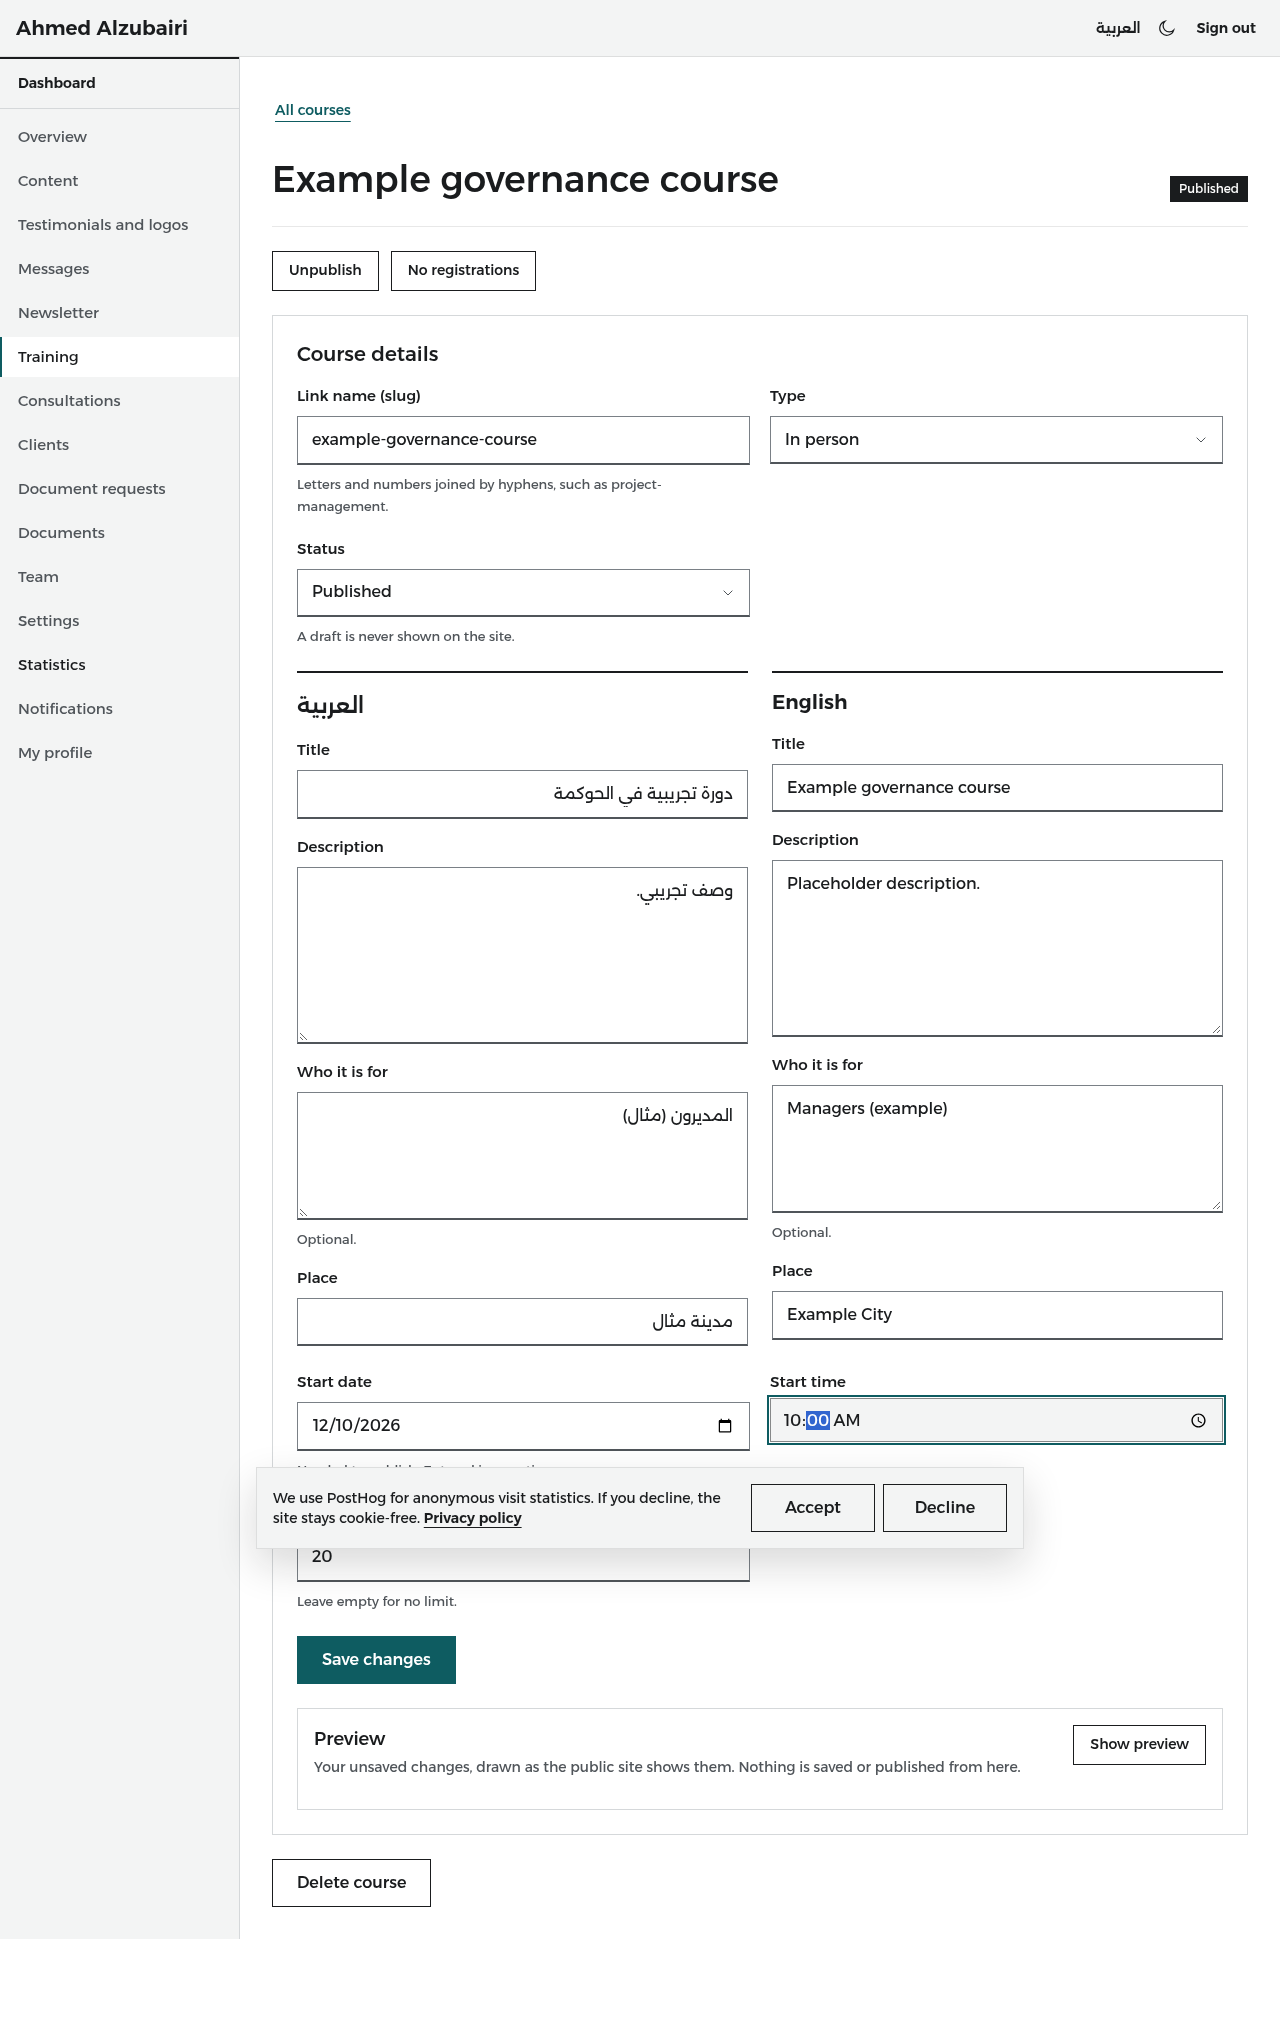 Ahmed Alzubairi
العربية
Sign out
Dashboard
Overview
Content
Testimonials and logos
Messages
Newsletter
Training
Consultations
Clients
Document requests
Documents
Team
Settings
Statistics
Notifications
My profile
All courses
Example governance course
Published
Unpublish
No registrations
Course details
Link name (slug)
example-governance-course
Letters and numbers joined by hyphens, such as project-
management.
Type
In person
Status
Published
A draft is never shown on the site.
العربية
Title
دورة تجريبية في الحوكمة
Description
وصف تجريبي.
Who it is for
المديرون (مثال)
Optional.
Place
مدينة مثال
English
Title
Example governance course
Description
Placeholder description.
Who it is for
Managers (example)
Optional.
Place
Example City
Start date
12/10/2026
Start time
10:00 AM
We use PostHog for anonymous visit statistics. If you decline, the
site stays cookie-free. Privacy policy
Accept
Decline
20
Leave empty for no limit.
Save changes
Preview
Your unsaved changes, drawn as the public site shows them. Nothing is saved or published from here.
Show preview
Delete course